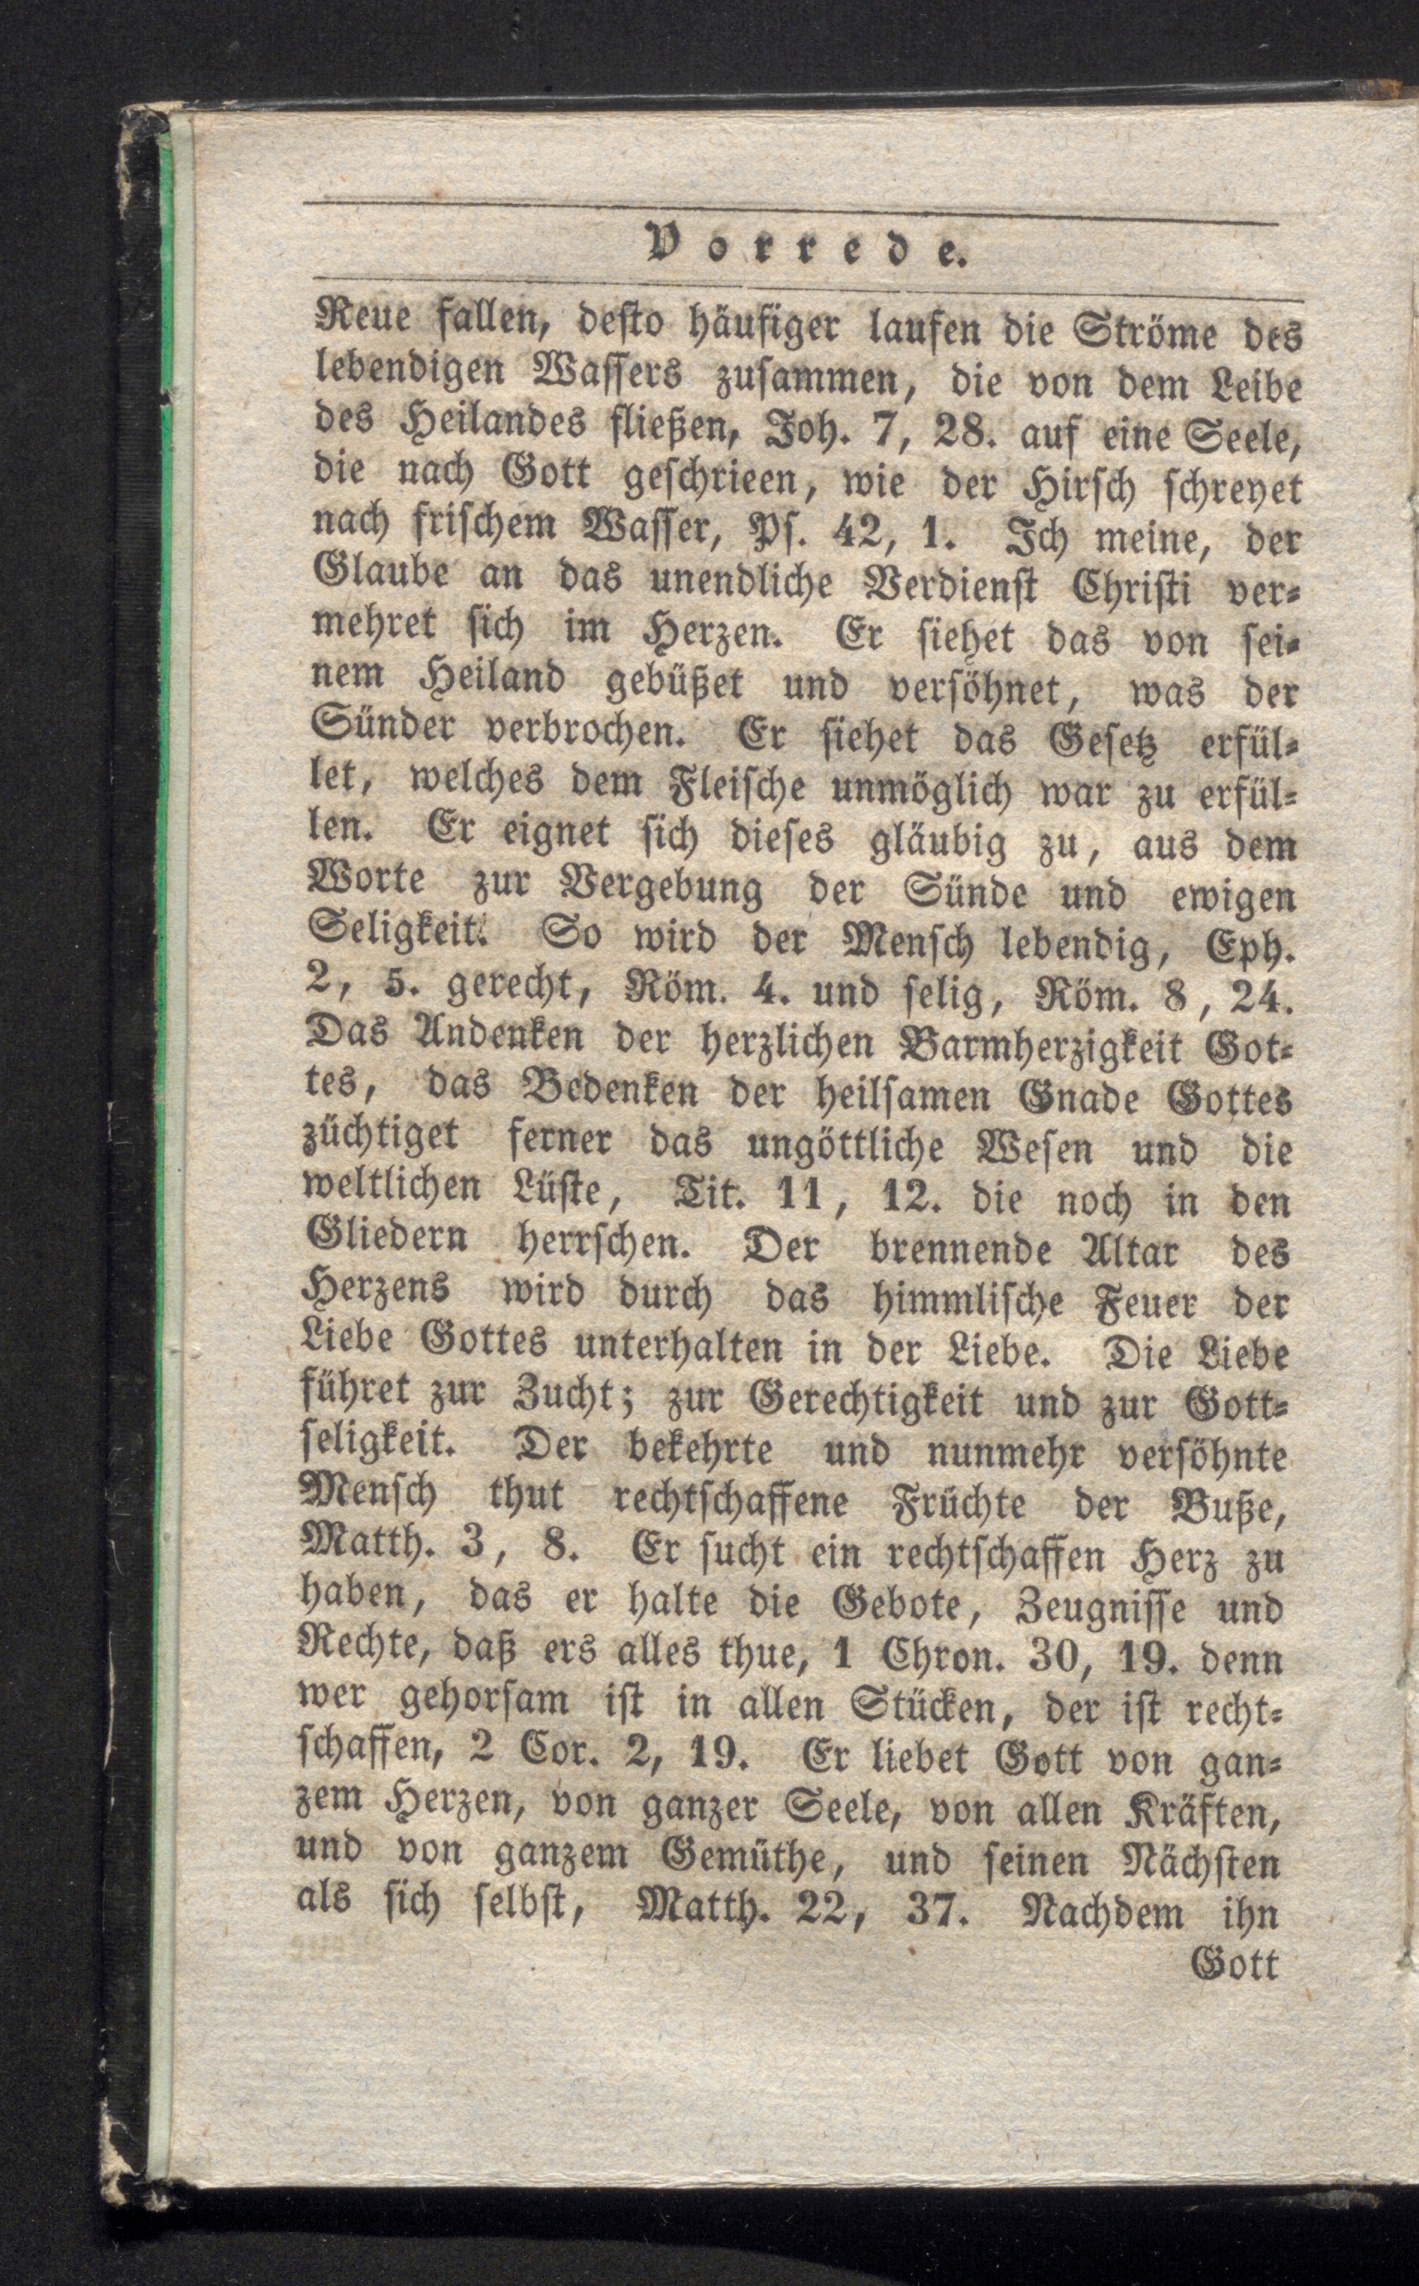 Vorrede.
Reue fallen, desto häufiger laufen die Ströme des
lebendigen Wassers zusammen, die von dem Leibe
des Heilandes fließen, Joh. 7, 28. auf eine Seele,
die nach Gott geschrieen, wie der Hirsch schreyet
nach frischem Wasser, Ps. 42, 1. Ich meine, der
Glaube an das unendliche Verdienst Christi ver-
mehret sich im Herzen. Er siehet das von sei-
nem Heiland gebüßet und versöhnet, was der
Sünder verbrochen. Er siehet das Gesetz erfül-
let, welches dem Fleische unmöglich war zu erfül-
len. Er eignet sich dieses gläubig zu, aus dem
Worte zur Vergebung der Sünde und ewigen
Seligkeit. So wird der Mensch lebendig, Eph.
2, 5. gerecht, Röm. 4. und selig, Röm. 8, 24.
Das Andenken der herzlichen Barmherzigkeit Got-
tes, das Bedenken der heilsamen Gnade Gottes
züchtiget ferner das ungöttliche Wesen und die
weltlichen Lüste, Tit. 11, 12. die noch in den
Gliedern herrschen. Der brennende Altar des
Herzens wird durch das himmlische Feuer der
Liebe Gottes unterhalten in der Liebe. Die Liebe
führet zur Zucht; zur Gerechtigkeit und zur Gott-
seligkeit. Der bekehrte und nunmehr versöhnte
Mensch thut rechtschaffene Früchte der Buße,
Matth. 3, 8. Er sucht ein rechtschaffen Herz zu
haben, das er halte die Gebote, Zeugnisse und
Rechte, daß ers alles thue, 1 Chron. 30, 19. denn
wer gehorsam ist in allen Stücken, der ist recht-
schaffen, 2 Cor. 2, 19. Er liebet Gott von gan-
zem Herzen, von ganzer Seele, von allen Kräften,
und von ganzem Gemüthe, und seinen Nächsten
als sich selbst, Matth. 22, 37. Nachdem ihn
Gott